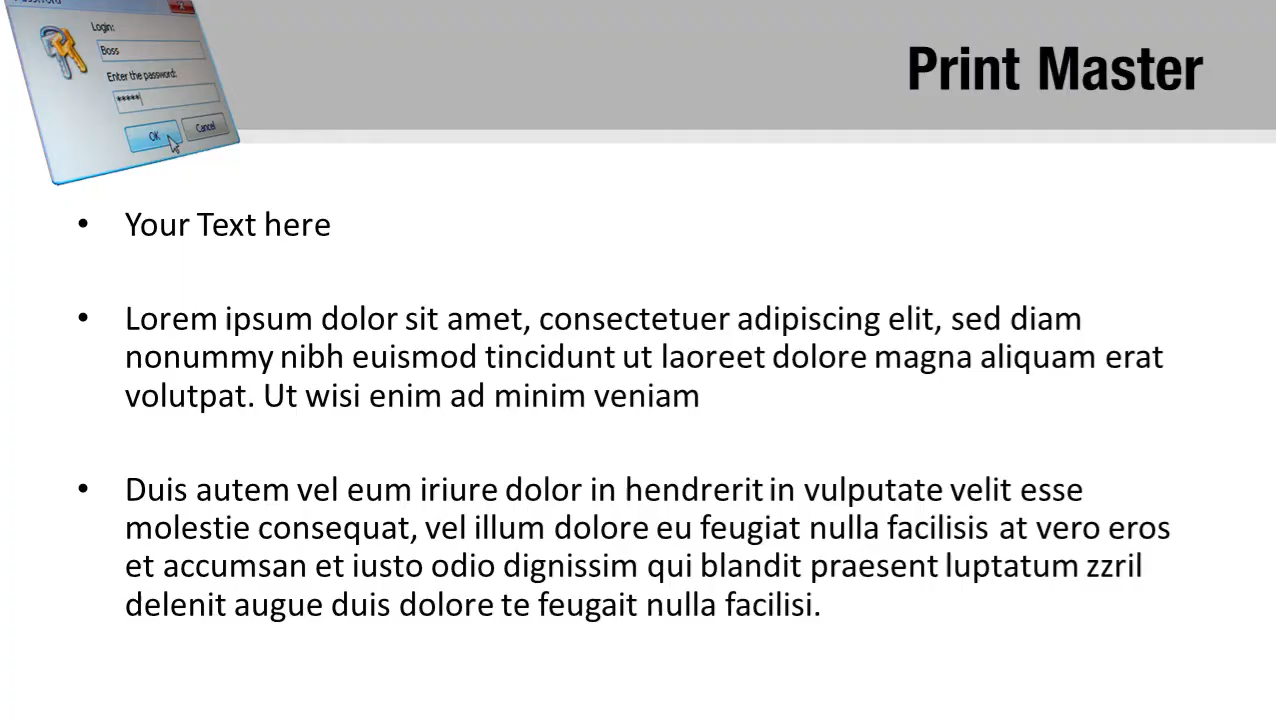 Login:
Boss
Enter the password:
*****
OK
Cancel
Print Master
• Your Text here
• Lorem ipsum dolor sit amet, consectetuer adipiscing elit, sed diam
nonummy nibh euismod tincidunt ut laoreet dolore magna aliquam erat
volutpat. Ut wisi enim ad minim veniam
• Duis autem vel eum iriure dolor in hendrerit in vulputate velit esse
molestie consequat, vel illum dolore eu feugiat nulla facilisis at vero eros
et accumsan et iusto odio dignissim qui blandit praesent luptatum zzril
delenit augue duis dolore te feugait nulla facilisi.